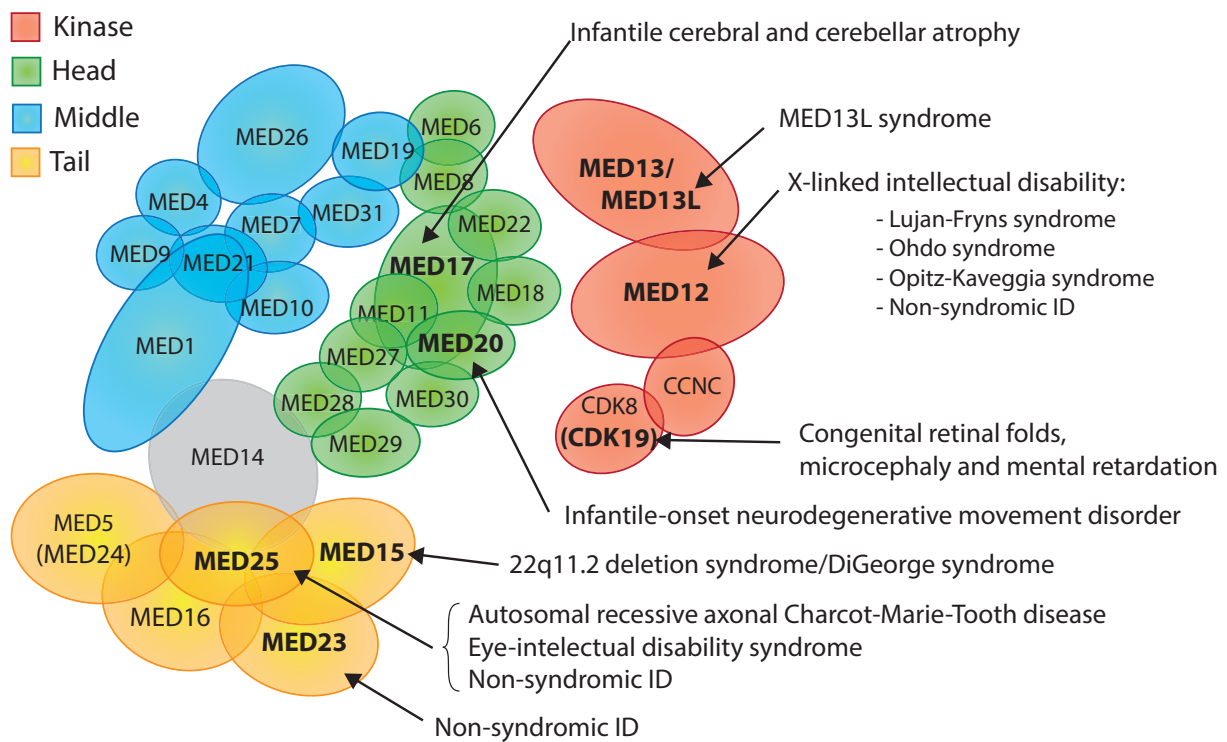 Kinase
Head
Middle
Tail
Infantile cerebral and cerebellar atrophy
MED26
MED19
MED6
MED8
MED4
MED7
MED31
MED22
MED9
MED21
MED17
MED10
MED11
MED18
MED1
MED27
MED20
MED28
MED30
MED29
MED14
MED13/
MED13L
MED13L syndrome
X-linked intellectual disability:
- Lujan-Fryns syndrome
- Ohdo syndrome
- Opitz-Kaveggia syndrome
- Non-syndromic ID
MED12
CCNC
CDK8
(CDK19)
Congenital retinal folds,
microcephaly and mental retardation
Infantile-onset neurodegenerative movement disorder
MED5
(MED24)
MED25
MED15
22q11.2 deletion syndrome/DiGeorge syndrome
MED16
MED23
Autosomal recessive axonal Charcot-Marie-Tooth disease
Eye-intelectual disability syndrome
Non-syndromic ID
Non-syndromic ID